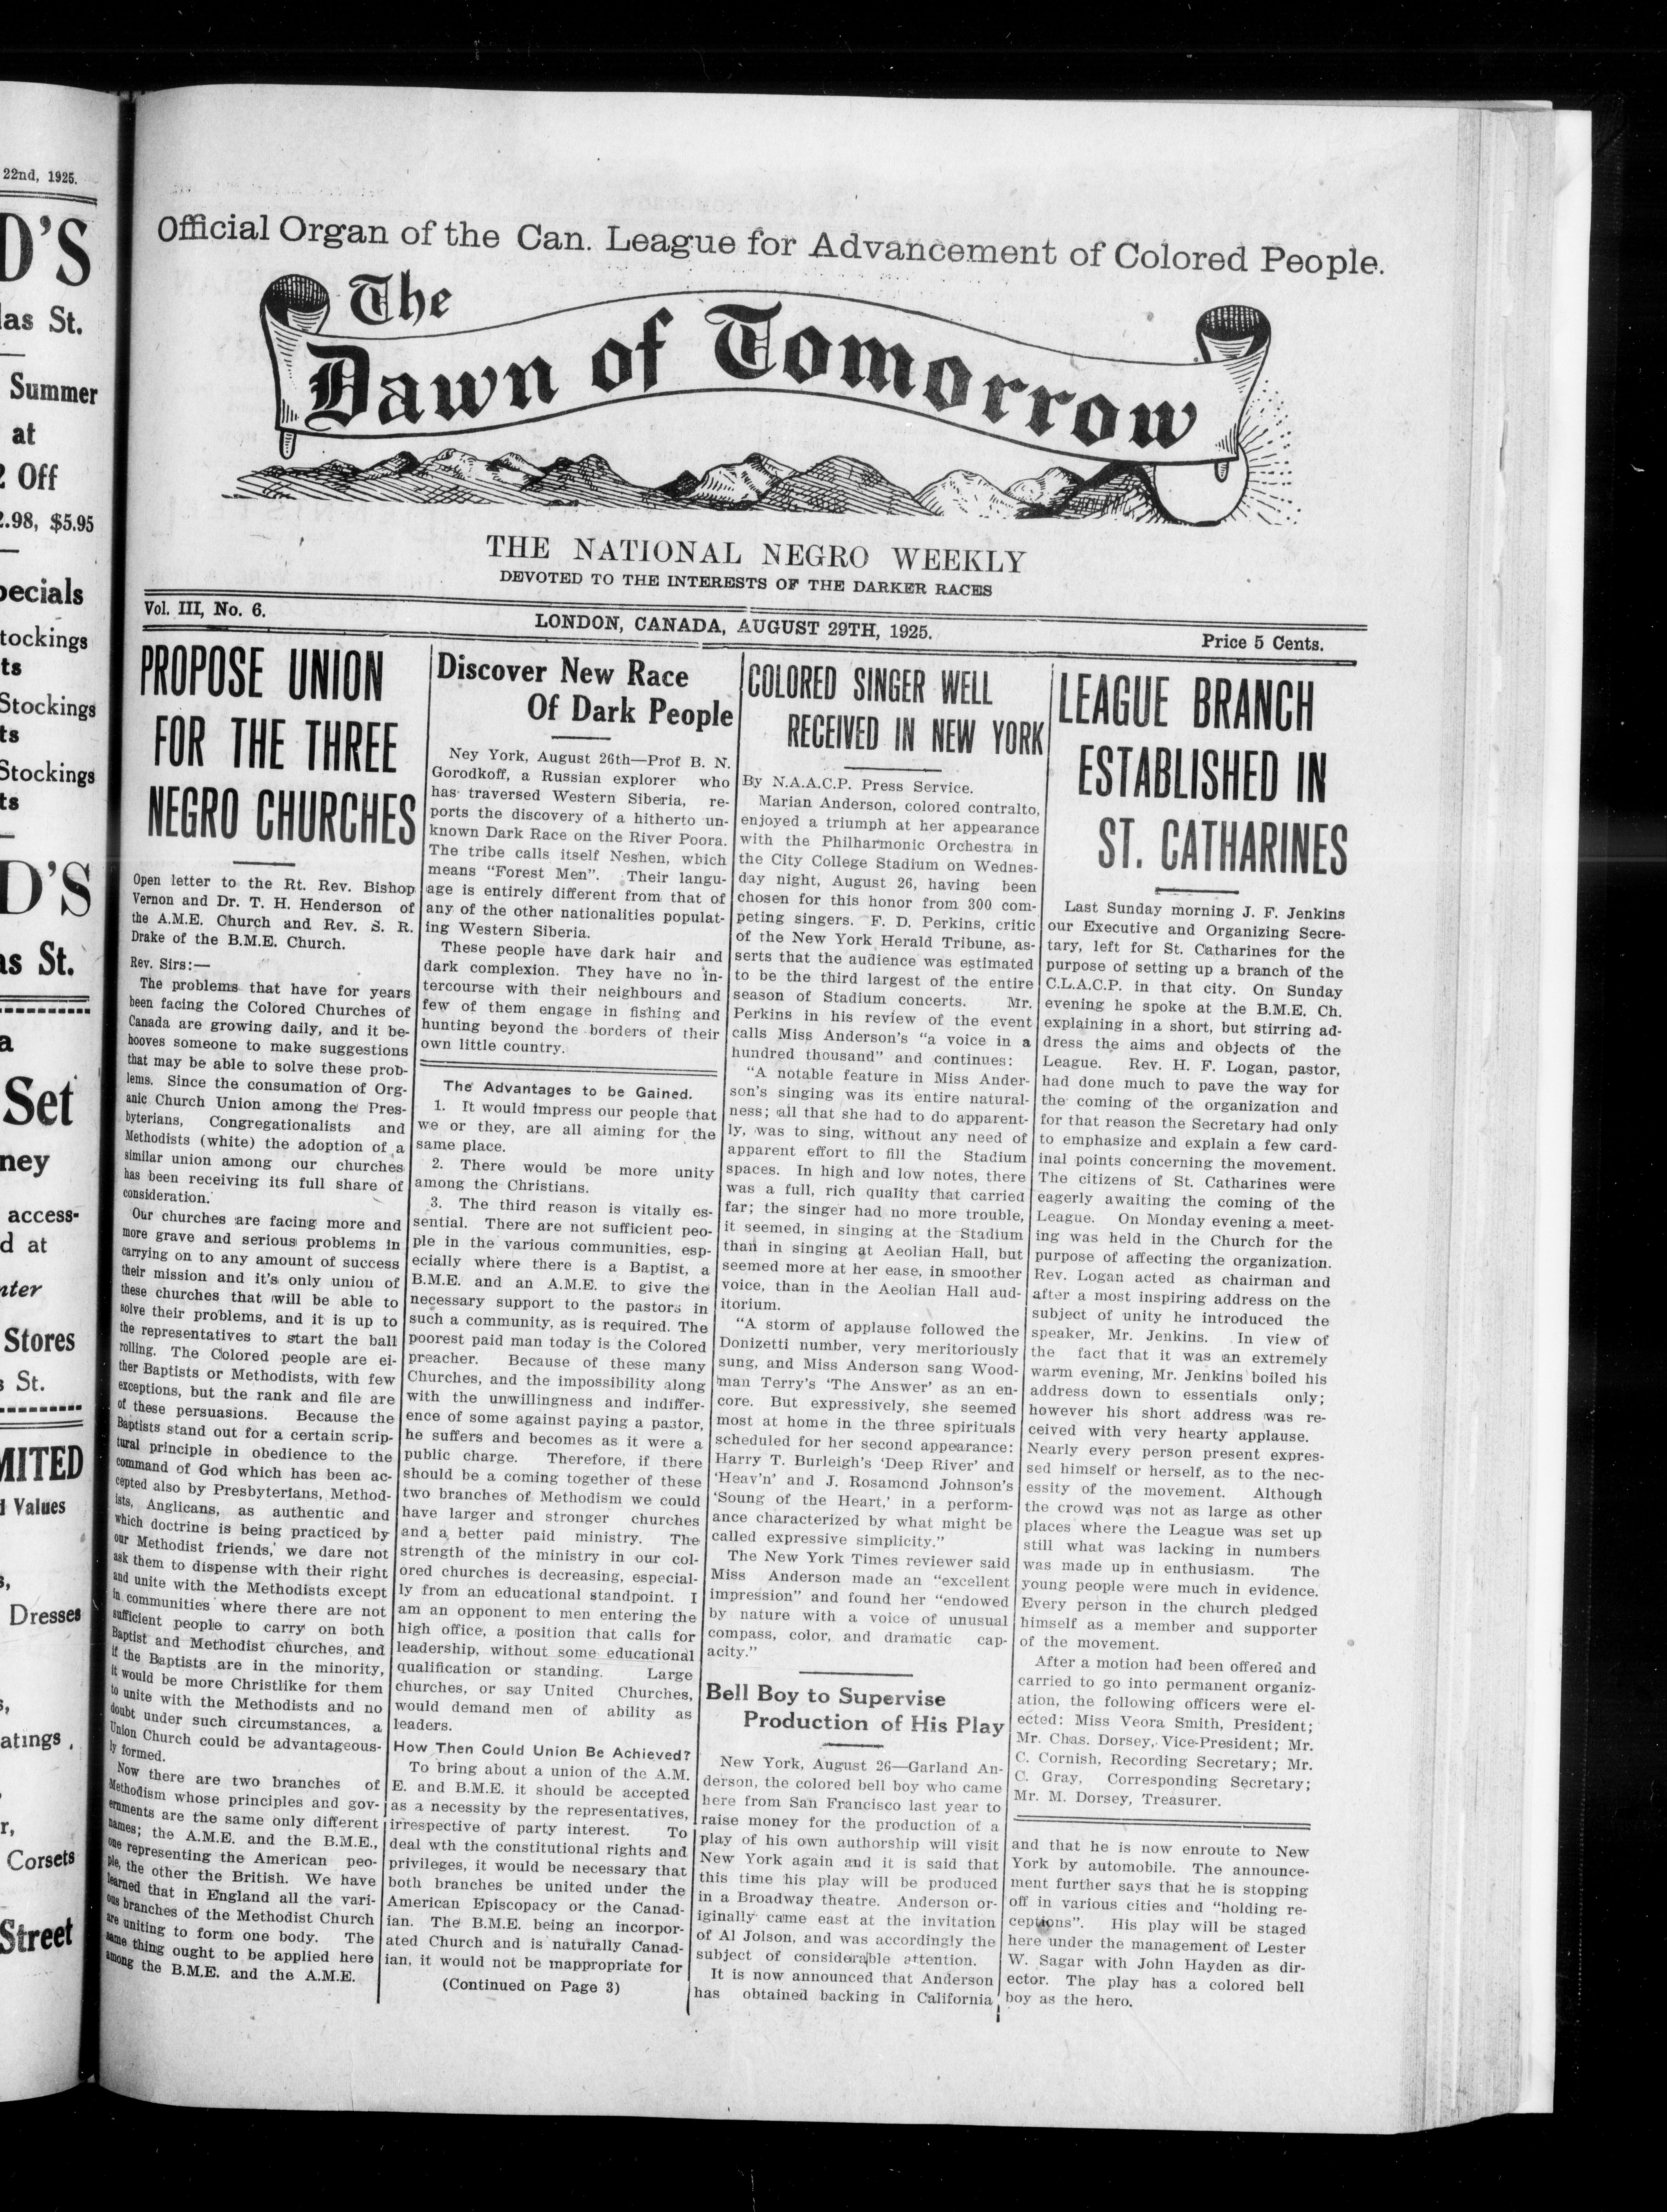 22nd, 1925.
D'S
las St.
Summer
at
Off
2.98, $5.95
pecials
tockings
ts
Stockings
ts
Stockings
ts
D'S
as St.
a
Set
ney
access-
d at
nter
Stores
s St.
MITED
d Values
s,
Dresses
s,
atings,
r,
Corsets
Street
Official Organ of the Can. League for Advancement of Colored People.
The
Dawn of Tomorrow
THE NATIONAL NEGRO WEEKLY
DEVOTED TO THE INTERESTS OF THE DARKER RACES
Vol. III, No. 6.
LONDON, CANADA, AUGUST 29TH, 1925.
Price 5 Cents.
PROPOSE UNION
FOR THE THREE
NEGRO CHURCHES
Open letter to the Rt. Rev. Bishop
Vernon and Dr. T. H. Henderson of
the A.M.E. Church and Rev. S. R.
Drake of the B.M.E. Church.
Rev. Sirs:—
The problems that have for years
been facing the Colored Churches of
Canada are growing daily, and it be-
hooves someone to make suggestions
that may be able to solve these prob-
lems. Since the consumation of Org-
anic Church Union among the Pres-
byterians, Congregationalists and
Methodists (white) the adoption of a
similar union among our churches
has been receiving its full share of
consideration.
Our churches are facing more and
more grave and serious problems in
carrying on to any amount of success
their mission and it's only union of
these churches that will be able to
solve their problems, and it is up to
the representatives to start the ball
rolling. The Colored people are ei-
ther Baptists or Methodists, with few
exceptions, but the rank and file are
of these persuasions. Because the
Baptists stand out for a certain scrip-
tural principle in obedience to the
command of God which has been ac-
cepted also by Presbyterians, Method-
ists, Anglicans, as authentic and
which doctrine is being practiced by
our Methodist friends, we dare not
ask them to dispense with their right
and unite with the Methodists except
in communities where there are not
sufficient people to carry on both
Baptist and Methodist churches, and
if the Baptists are in the minority,
it would be more Christlike for them
to unite with the Methodists and no
doubt under such circumstances, a
Union Church could be advantageous-
ly formed.
Now there are two branches of
Methodism whose principles and gov-
ernments are the same only different
names; the A.M.E. and the B.M.E.,
one representing the American peo-
ple, the other the British. We have
learned that in England all the vari-
ous branches of the Methodist Church
are uniting to form one body. The
same thing ought to be applied here
among the B.M.E. and the A.M.E.
Discover New Race
Of Dark People
Ney York, August 26th—Prof B. N.
Gorodkoff, a Russian explorer who
has traversed Western Siberia, re-
ports the discovery of a hitherto un-
known Dark Race on the River Poora.
The tribe calls itself Neshen, which
means "Forest Men". Their langu-
age is entirely different from that of
any of the other nationalities populat-
ing Western Siberia.
These people have dark hair and
dark complexion. They have no in-
tercourse with their neighbours and
few of them engage in fishing and
hunting beyond the borders of their
own little country.
The Advantages to be Gained.
1. It would impress our people that
we or they, are all aiming for the
same place.
2. There would be more unity
among the Christians.
3. The third reason is vitally es-
sential. There are not sufficient peo-
ple in the various communities, esp-
ecially where there is a Baptist, a
B.M.E. and an A.M.E. to give the
necessary support to the pastors in
such a community, as is required. The
poorest paid man today is the Colored
preacher. Because of these many
Churches, and the impossibility along
with the unwillingness and indiffer-
ence of some against paying a pastor,
he suffers and becomes as it were a
public charge. Therefore, if there
should be a coming together of these
two branches of Methodism we could
have larger and stronger churches
and a better paid ministry. The
strength of the ministry in our col-
ored churches is decreasing, especial-
ly from an educational standpoint. I
am an opponent to men entering the
high office, a position that calls for
leadership, without some educational
qualification or standing. Large
churches, or say United Churches,
would demand men of ability as
leaders.
How Then Could Union Be Achieved?
To bring about a union of the A.M.
E. and B.M.E. it should be accepted
as a necessity by the representatives,
irrespective of party interest. To
deal wth the constitutional rights and
privileges, it would be necessary that
both branches be united under the
American Episcopacy or the Canad-
ian. The B.M.E. being an incorpor-
ated Church and is naturally Canad-
ian, it would not be inappropriate for
(Continued on Page 3)
COLORED SINGER WELL
RECEIVED IN NEW YORK
By N.A.A.C.P. Press Service.
Marian Anderson, colored contralto,
enjoyed a triumph at her appearance
with the Philharmonic Orchestra in
the City College Stadium on Wednes-
day night, August 26, having been
chosen for this honor from 300 com-
peting singers. F. D. Perkins, critic
of the New York Herald Tribune, as-
serts that the audience was estimated
to be the third largest of the entire
season of Stadium concerts. Mr.
Perkins in his review of the event
calls Miss Anderson's "a voice in a
hundred thousand" and continues:
"A notable feature in Miss Ander-
son's singing was its entire natural-
ness; all that she had to do apparent-
ly, was to sing, without any need of
apparent effort to fill the Stadium
spaces. In high and low notes, there
was a full, rich quality that carried
far; the singer had no more trouble,
it seemed, in singing at the Stadium
than in singing at Aeolian Hall, but
seemed more at her ease, in smoother
voice, than in the Aeolian Hall aud-
itorium.
"A storm of applause followed the
Donizetti number, very meritoriously
sung, and Miss Anderson sang Wood-
man Terry's 'The Answer' as an en-
core. But expressively, she seemed
most at home in the three spirituals
scheduled for her second appearance:
Harry T. Burleigh's 'Deep River' and
'Heav'n' and J. Rosamond Johnson's
'Soung of the Heart,' in a perform-
ance characterized by what might be
called expressive simplicity."
The New York Times reviewer said
Miss Anderson made an "excellent
impression" and found her "endowed
by nature with a voice of unusual
compass, color, and dramatic cap-
acity."
Bell Boy to Supervise
Production of His Play
New York, August 26—Garland An-
derson, the colored bell boy who came
here from San Francisco last year to
raise money for the production of a
play of his own authorship will visit
New York again and it is said that
this time his play will be produced
in a Broadway theatre. Anderson or-
iginally came east at the invitation
of Al Jolson, and was accordingly the
subject of considerable attention.
It is now announced that Anderson
has obtained backing in California
LEAGUE BRANCH
ESTABLISHED IN
ST. CATHARINES
Last Sunday morning J. F. Jenkins
our Executive and Organizing Secre-
tary, left for St. Catharines for the
purpose of setting up a branch of the
C.L.A.C.P. in that city. On Sunday
evening he spoke at the B.M.E. Ch.
explaining in a short, but stirring ad-
dress the aims and objects of the
League. Rev. H. F. Logan, pastor,
had done much to pave the way for
the coming of the organization and
for that reason the Secretary had only
to emphasize and explain a few card-
inal points concerning the movement.
The citizens of St. Catharines were
eagerly awaiting the coming of the
League. On Monday evening a meet-
ing was held in the Church for the
purpose of affecting the organization.
Rev. Logan acted as chairman and
after a most inspiring address on the
subject of unity he introduced the
speaker, Mr. Jenkins. In view of
the fact that it was an extremely
warm evening, Mr. Jenkins boiled his
address down to essentials only;
however his short address was re-
ceived with very hearty applause.
Nearly every person present expres-
sed himself or herself, as to the nec-
essity of the movement. Although
the crowd was not as large as other
places where the League was set up
still what was lacking in numbers
was made up in enthusiasm. The
young people were much in evidence.
Every person in the church pledged
himself as a member and supporter
of the movement.
After a motion had been offered and
carried to go into permanent organiz-
ation, the following officers were el-
ected: Miss Veora Smith, President;
Mr. Chas. Dorsey, Vice-President; Mr.
C. Cornish, Recording Secretary; Mr.
C. Gray, Corresponding Secretary;
Mr. M. Dorsey, Treasurer.
and that he is now enroute to New
York by automobile. The announce-
ment further says that he is stopping
off in various cities and "holding re-
ceptions". His play will be staged
here under the management of Lester
W. Sagar with John Hayden as dir-
ector. The play has a colored bell
boy as the hero.